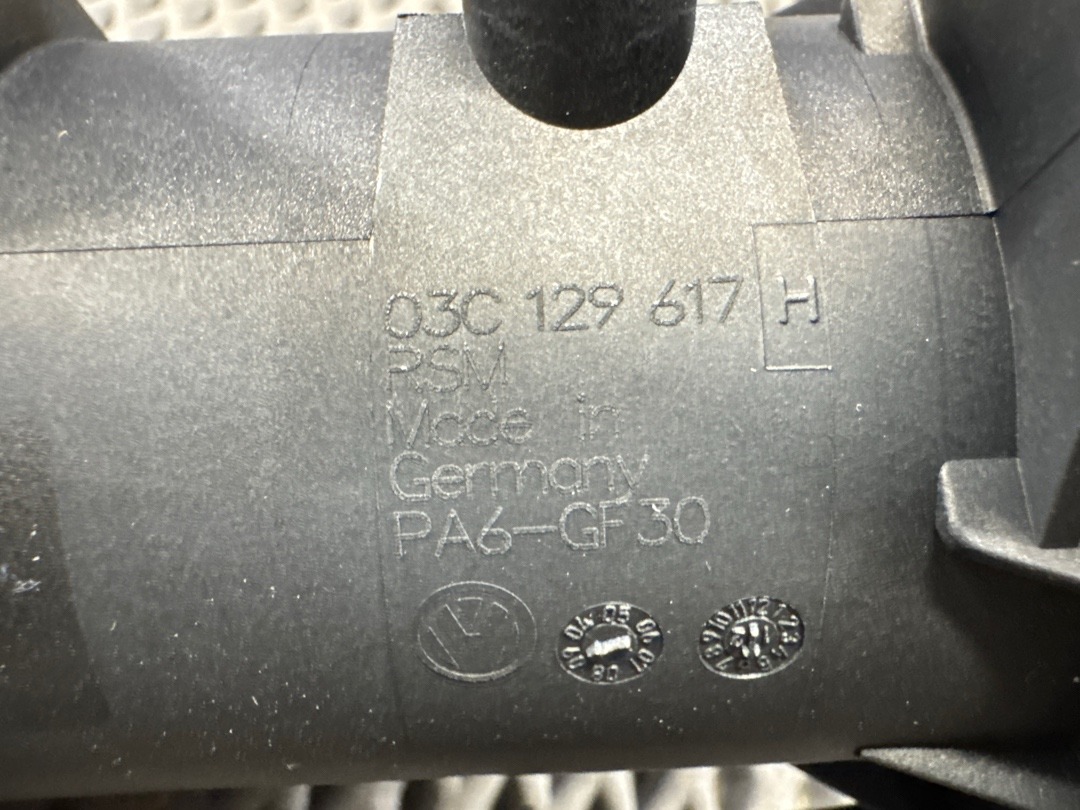 03C 129 617 H
RSM
Made in
Germany
PA6-GF30